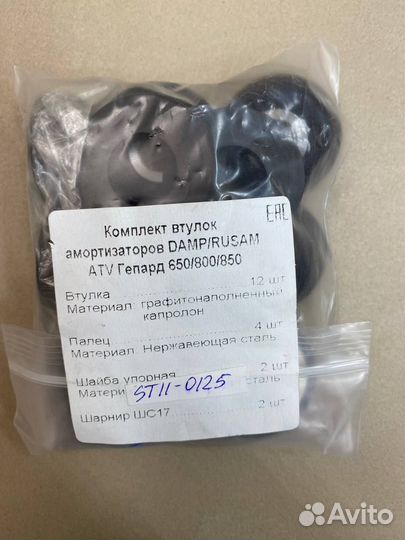 Комплект втулок
амортизаторов DAMP/RUSAM
ATV Гепард 650/800/850
EAC
Втулка 12 шт
Материал: графитонаполненный
капролон
Палец 4 шт
Материал: Нержавеющая сталь
Шайба упорная 2 шт
Матери сталь
ST11-0125
Шарнир ШС17 2 шт
Avito